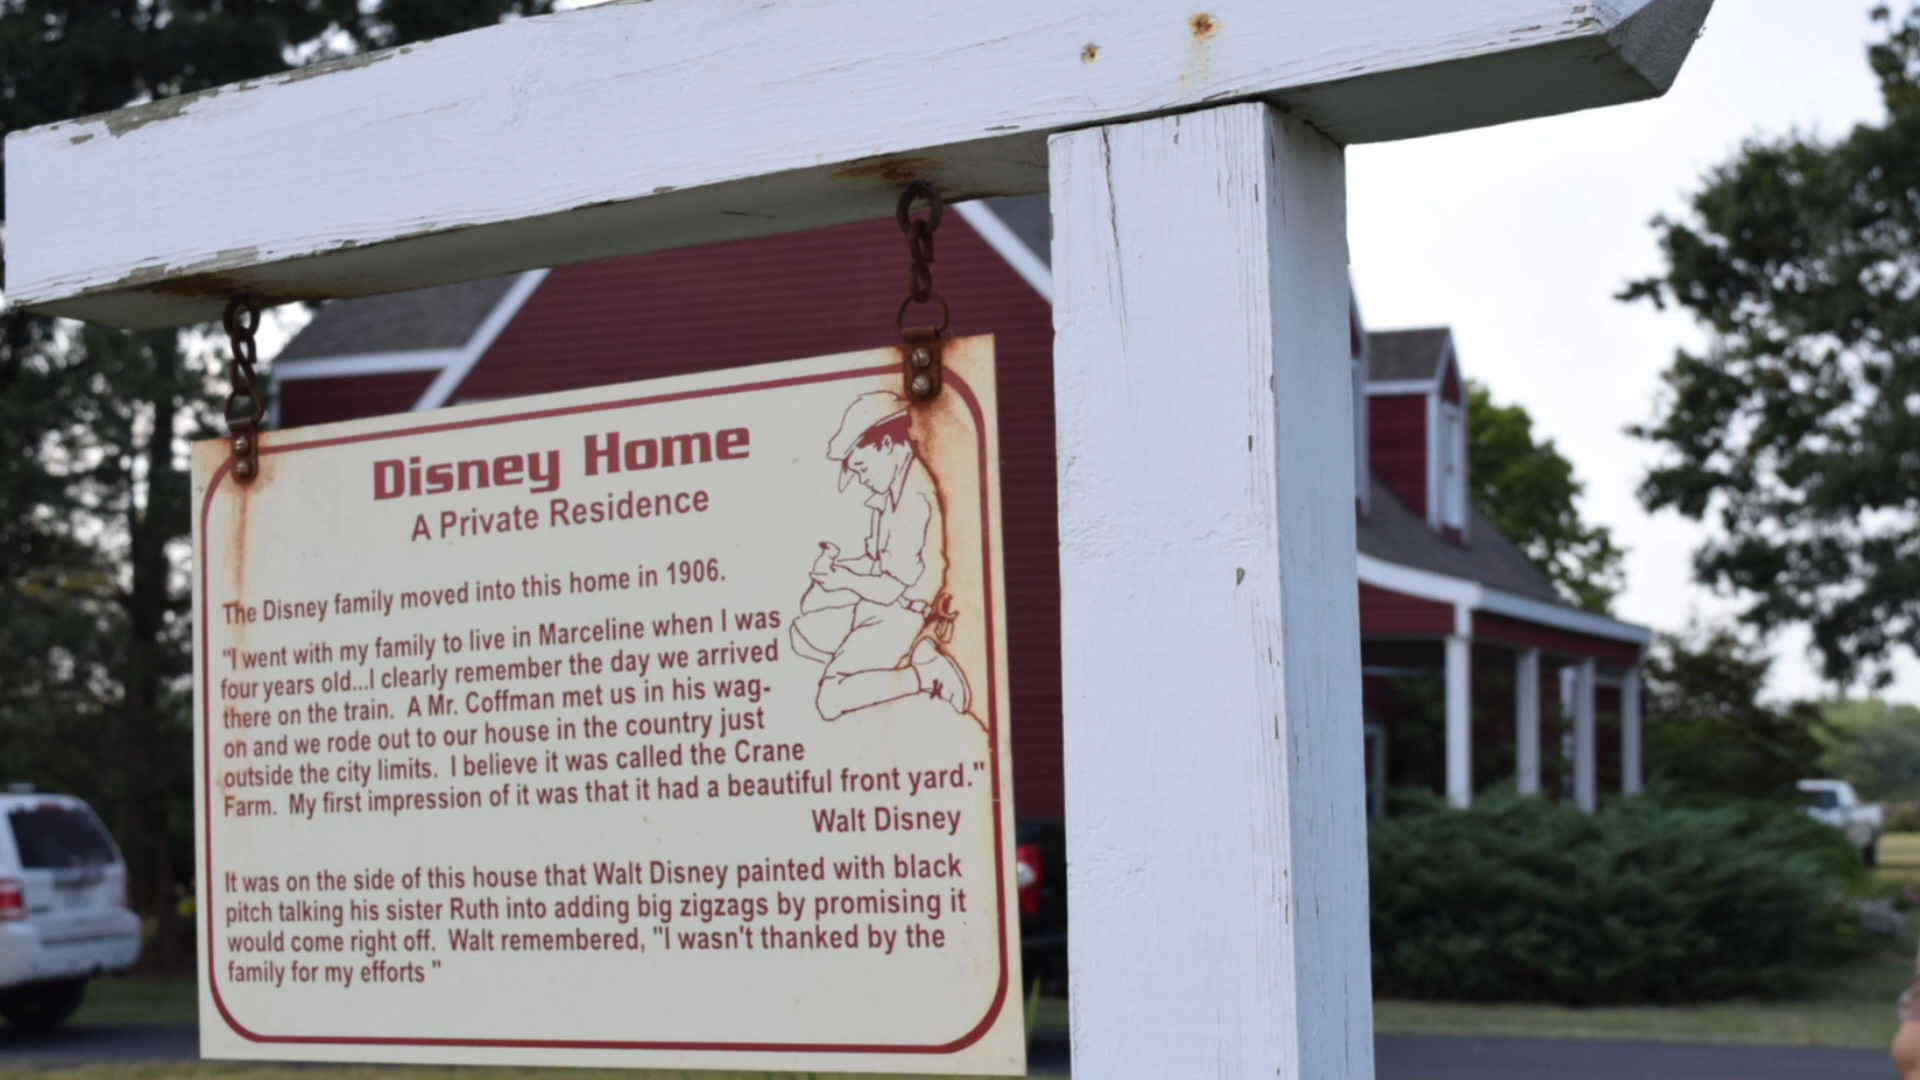 Disney Home
A Private Residence
The Disney family moved into this home in 1906.
"I went with my family to live in Marceline when I was
four years old...I clearly remember the day we arrived
there on the train.  A Mr. Coffman met us in his wag-
on and we rode out to our house in the country just
outside the city limits.  I believe it was called the Crane
Farm.  My first impression of it was that it had a beautiful front yard."
Walt Disney
It was on the side of this house that Walt Disney painted with black
pitch talking his sister Ruth into adding big zigzags by promising it
would come right off.  Walt remembered, "I wasn't thanked by the
family for my efforts "